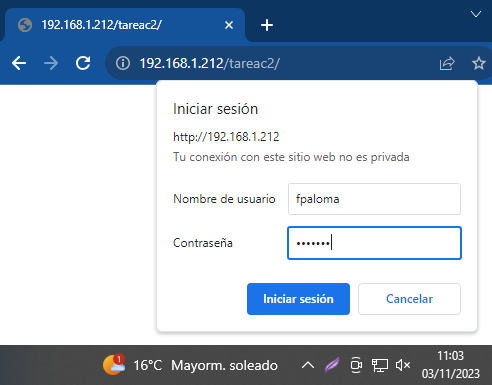 192.168.1.212/tareac2/
192.168.1.212/tareac2/
Iniciar sesión
http://192.168.1.212
Tu conexión con este sitio web no es privada
Nombre de usuario fpaloma
Contraseña •••••••
Iniciar sesión Cancelar
1 16°C Mayorm. soleado 11:03
03/11/2023